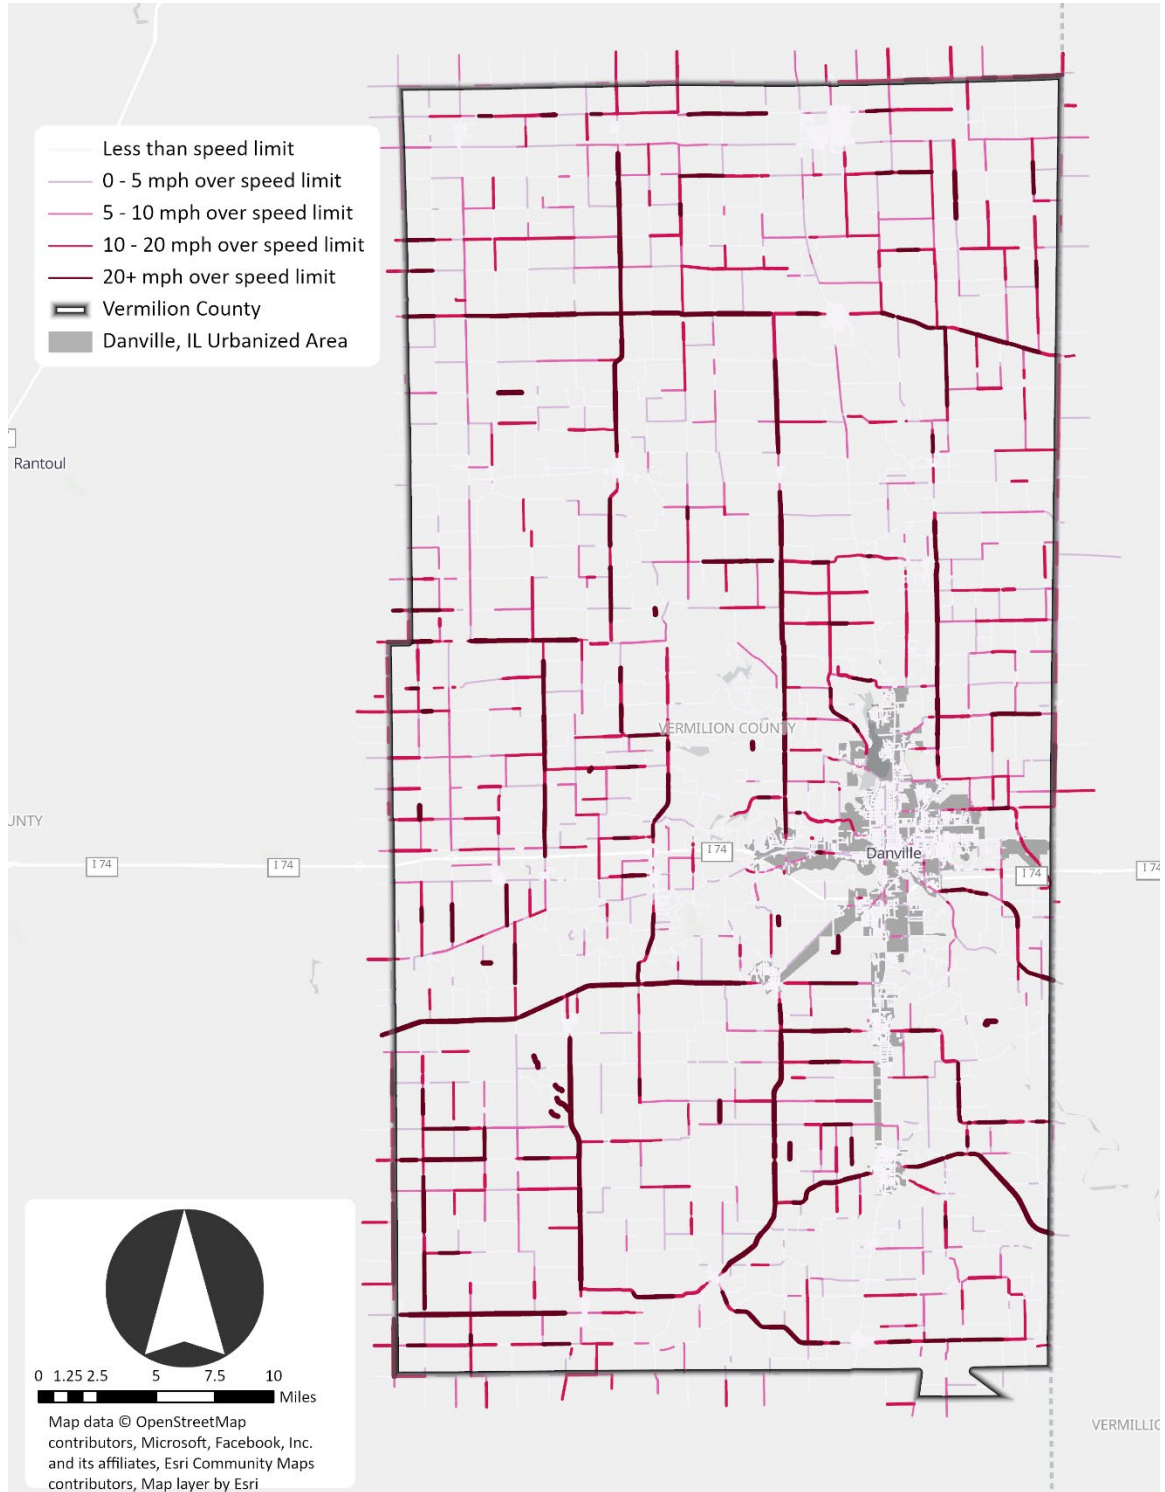 Less than speed limit
0 - 5 mph over speed limit
5 - 10 mph over speed limit
10 - 20 mph over speed limit
20+ mph over speed limit
Vermilion County
Danville, IL Urbanized Area
Rantoul
VERMILION COUNTY
UNTY
I 74
I 74
I 74
Danville
I 74
I 74
0 1.25 2.5 5 7.5 10
Miles
Map data © OpenStreetMap
contributors, Microsoft, Facebook, Inc.
and its affiliates, Esri Community Maps
contributors, Map layer by Esri
VERMILLIO